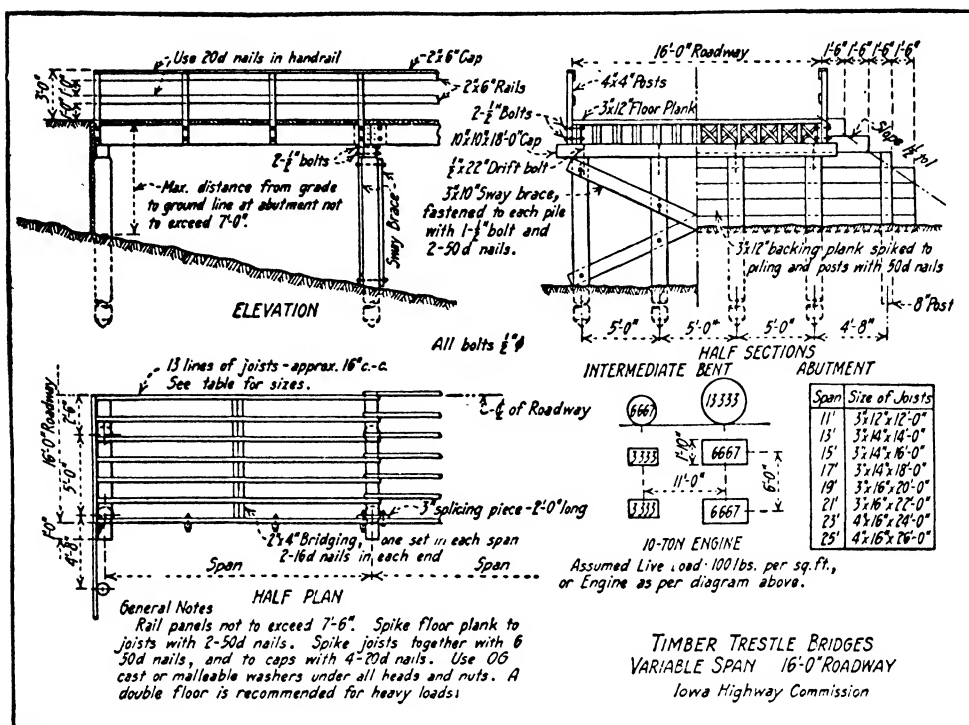 Use 20d nails in handrail
2"x6" Cap
2"x6" Rails
3'-0"
1'-0" 1'-0"
2-½" bolts
Max. distance from grade
to ground line at abutment not
to exceed 7'-0".
Sway Brace
ELEVATION
16'-0" Roadway
1'-6" 1'-6" 1'-6" 1'-6"
4"x4" Posts
3"x12" Floor Plank
2-½" Bolts
10"x10"x18'-0" Cap
½"x22" Drift bolt
3"x10" Sway brace,
fastened to each pile
with 1-½" bolt and
2-50d nails.
Slope 1½ to 1
3"x12" backing plank spiked to
piling and posts with 50d nails
8" Post
5'-0" 5'-0" 5'-0" 4'-8"
All bolts ½"ϕ
HALF SECTIONS
INTERMEDIATE BENT ABUTMENT
13 lines of joists - approx. 16" c.-c.
See table for sizes.
16'-0" Roadway
2'-6"
5'-0"
1'-0"
4'-8"
℄ of Roadway
3" splicing piece - 2'-0" long
2"x4" Bridging, one set in each span
2-16d nails in each end
Span Span
HALF PLAN
6667 13333
3333 6667
1'-10"
11'-0"
6'-0"
3333 6667
10-TON ENGINE
Assumed Live Load · 100 lbs. per sq. ft.,
or Engine as per diagram above.
Span Size of Joists
11' 3"x12"x12'-0"
13' 3"x14"x14'-0"
15' 3"x14"x16'-0"
17' 3"x14"x18'-0"
19' 3"x16"x20'-0"
21' 3"x16"x22'-0"
23' 4"x16"x24'-0"
25' 4"x16"x26'-0"
General Notes
Rail panels not to exceed 7'-6". Spike floor plank to
joists with 2-50d nails. Spike joists together with 6
50d nails, and to caps with 4-20d nails. Use OG
cast or malleable washers under all heads and nuts. A
double floor is recommended for heavy loads.
TIMBER TRESTLE BRIDGES
VARIABLE SPAN 16'-0" ROADWAY
Iowa Highway Commission